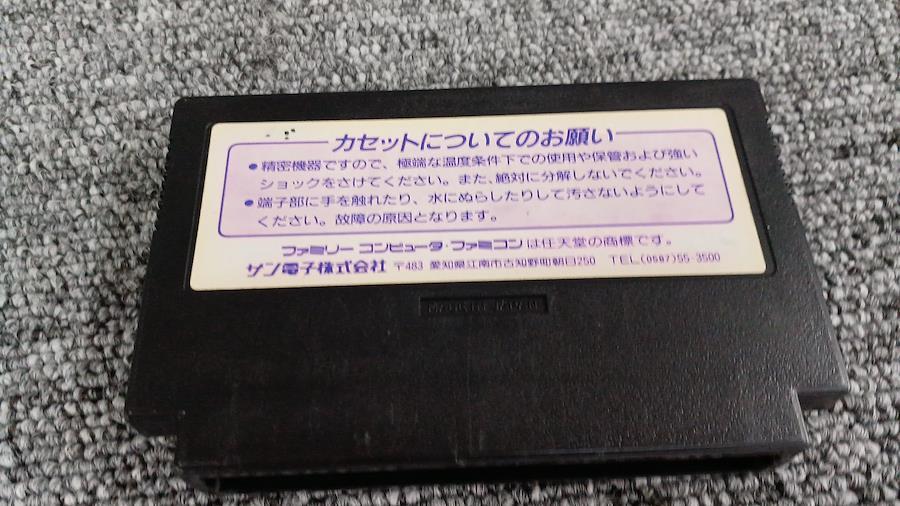 カセットについてのお願い
●精密機器ですので、極端な温度条件下での使用や保管および強い
ショックをさけてください。また、絶対に分解しないでください。
●端子部に手を触れたり、水にぬらしたりして汚さないようにして
ください。故障の原因となります。
ファミリー コンピュータ・ファミコンは任天堂の商標です。
サン電子株式会社 〒483 愛知県江南市古知野町朝日250 TEL(0587)55-3500
MADE IN JAPAN